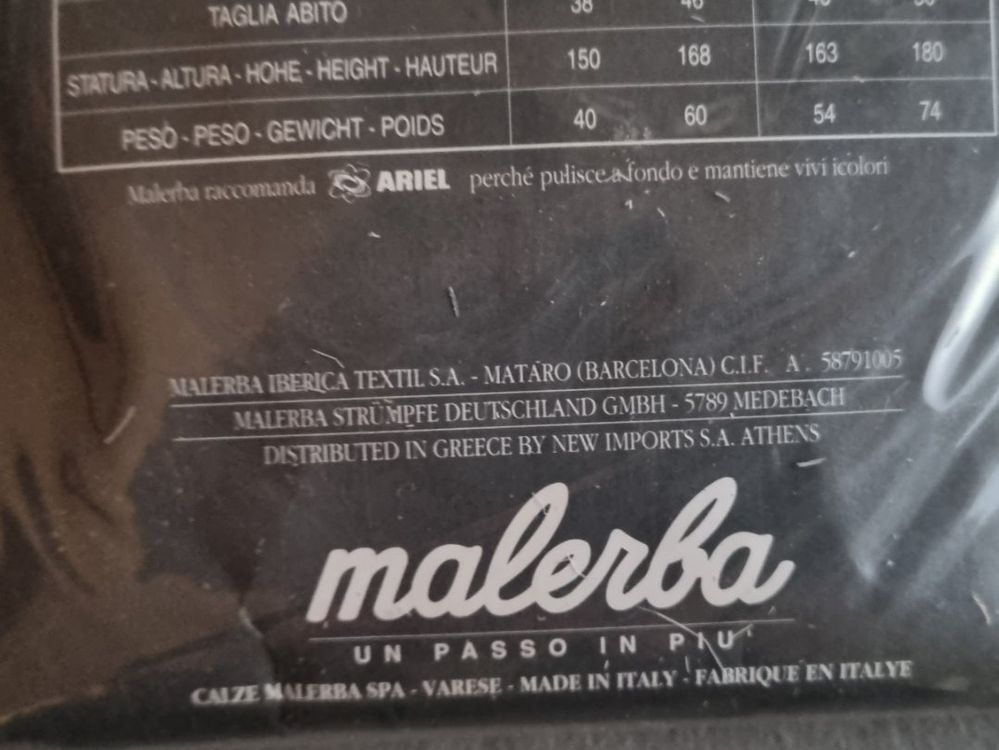 TAGLIA ABITO 38 46
STATURA - ALTURA - HOHE - HEIGHT - HAUTEUR 150 168 163 180
PESO - PESO - GEWICHT - POIDS 40 60 54 74
Malerba raccomanda ARIEL perché pulisce a fondo e mantiene vivi icolori
MALERBA IBERICA TEXTIL S.A. - MATARO (BARCELONA) C.I.F. A. 58791005
MALERBA STRÜMPFE DEUTSCHLAND GMBH - 5789 MEDEBACH
DISTRIBUTED IN GREECE BY NEW IMPORTS S.A. ATHENS
malerba
UN PASSO IN PIU'
CALZE MALERBA SPA - VARESE - MADE IN ITALY - FABRIQUE EN ITALYE